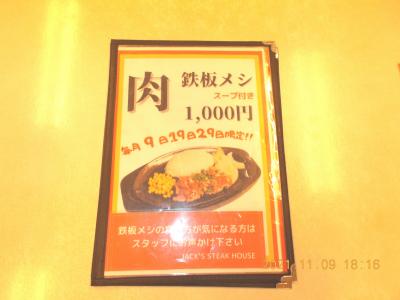 肉
鉄板メシ
スープ付き
1,000円
毎月9日19日29日限定!!
鉄板メシの
方が気になる方は
スタッフにお声かけ下さい
JACK'S STEAK HOUSE
11.09 18:16